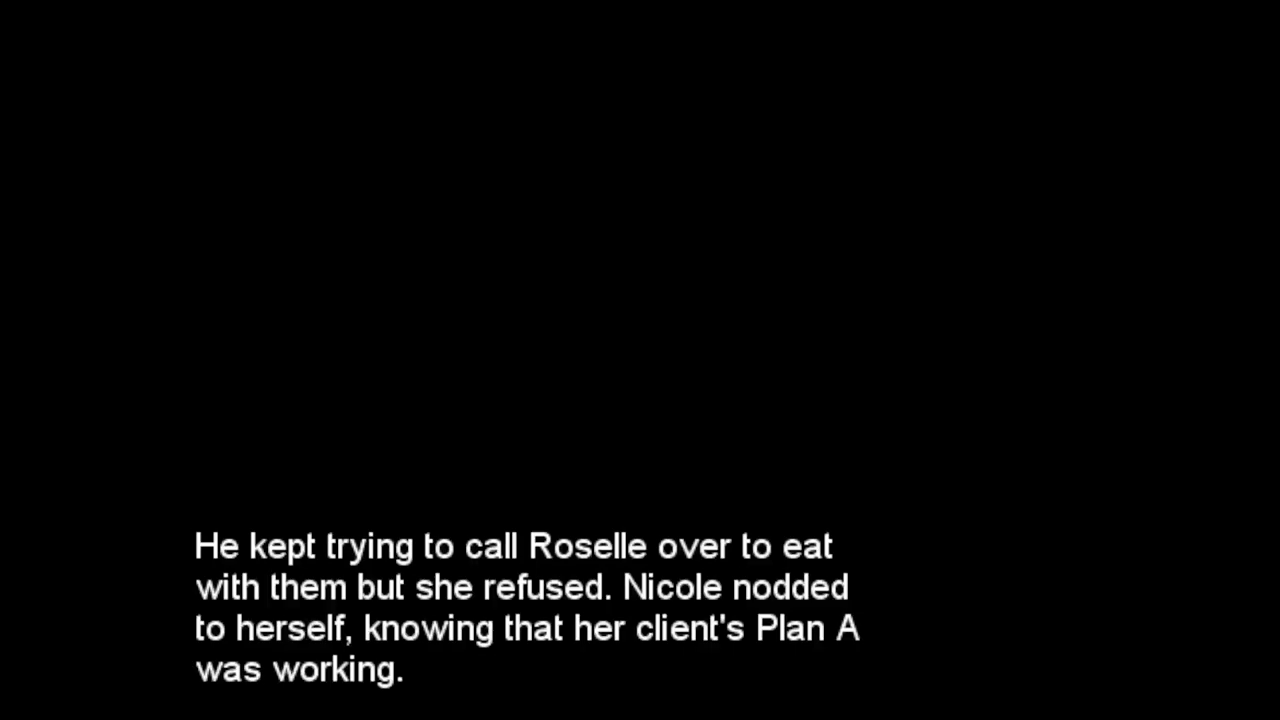 He kept trying to call Roselle over to eat
with them but she refused. Nicole nodded
to herself, knowing that her client's Plan A
was working.